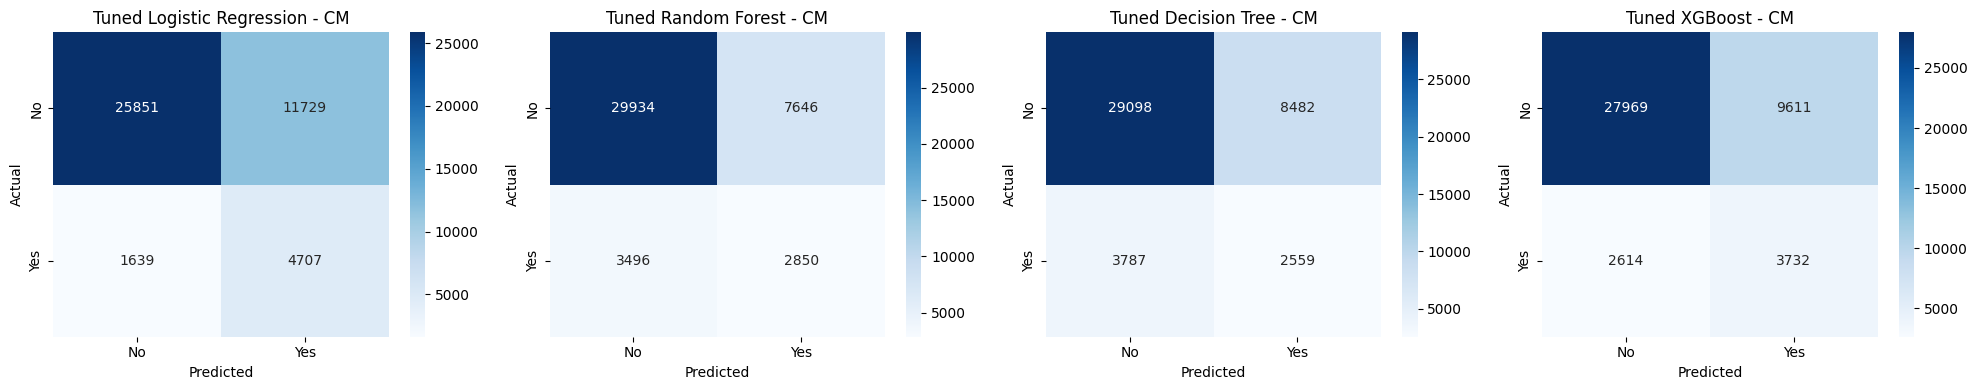 Tuned Logistic Regression - CM
25851 11729
1639 4707
No
Yes
Actual
No Yes
Predicted
25000
20000
15000
10000
5000
Tuned Random Forest - CM
29934 7646
3496 2850
No
Yes
Actual
No Yes
Predicted
25000
20000
15000
10000
5000
Tuned Decision Tree - CM
29098 8482
3787 2559
No
Yes
Actual
No Yes
Predicted
25000
20000
15000
10000
5000
Tuned XGBoost - CM
27969 9611
2614 3732
No
Yes
Actual
No Yes
Predicted
25000
20000
15000
10000
5000